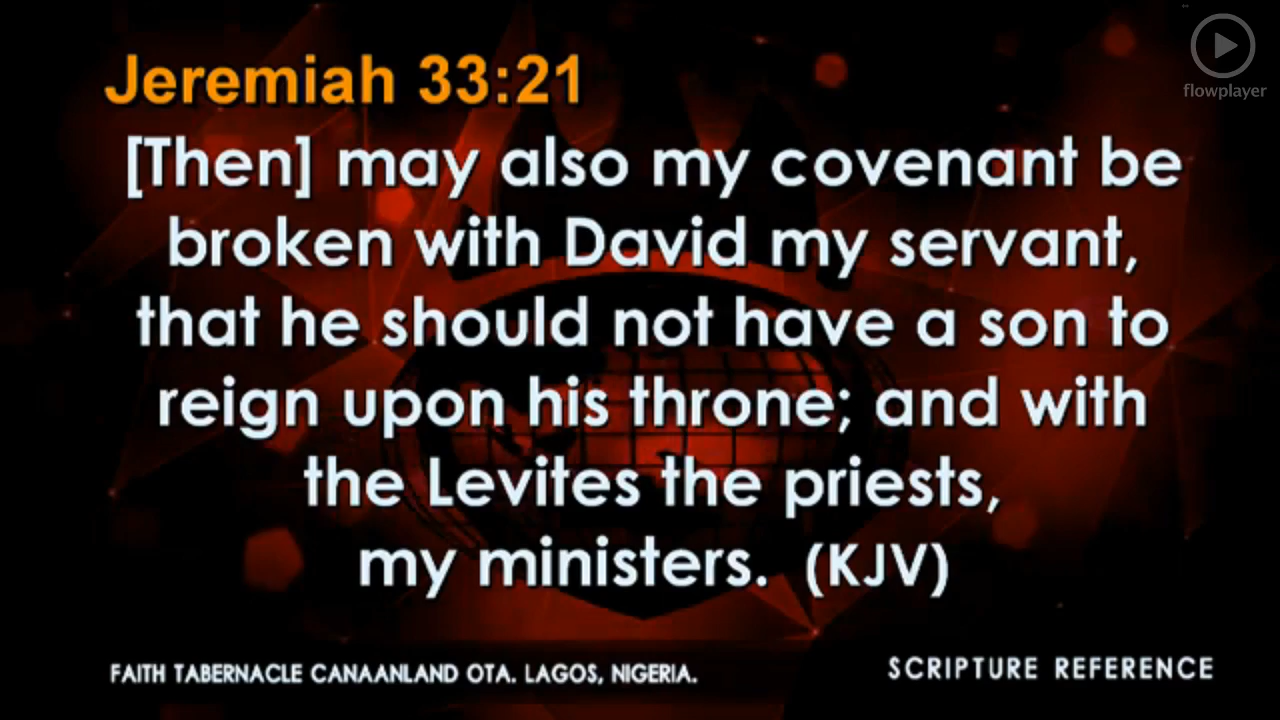 flowplayer
Jeremiah 33:21
[Then] may also my covenant be
broken with David my servant,
that he should not have a son to
reign upon his throne; and with
the Levites the priests,
my ministers. (KJV)
FAITH TABERNACLE CANAANLAND OTA. LAGOS, NIGERIA.
SCRIPTURE REFERENCE